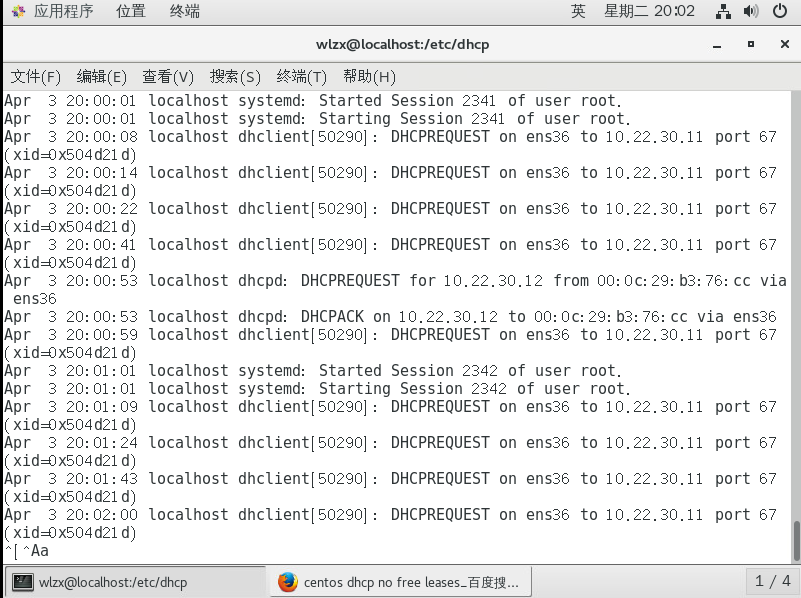 应用程序 位置 终端 英 星期二 20:02
wlzx@localhost:/etc/dhcp
文件(F) 编辑(E) 查看(V) 搜索(S) 终端(T) 帮助(H)
Apr  3 20:00:01 localhost systemd: Started Session 2341 of user root.
Apr  3 20:00:01 localhost systemd: Starting Session 2341 of user root.
Apr  3 20:00:08 localhost dhclient[50290]: DHCPREQUEST on ens36 to 10.22.30.11 port 67
(xid=0x504d21d)
Apr  3 20:00:14 localhost dhclient[50290]: DHCPREQUEST on ens36 to 10.22.30.11 port 67
(xid=0x504d21d)
Apr  3 20:00:22 localhost dhclient[50290]: DHCPREQUEST on ens36 to 10.22.30.11 port 67
(xid=0x504d21d)
Apr  3 20:00:41 localhost dhclient[50290]: DHCPREQUEST on ens36 to 10.22.30.11 port 67
(xid=0x504d21d)
Apr  3 20:00:53 localhost dhcpd: DHCPREQUEST for 10.22.30.12 from 00:0c:29:b3:76:cc via
ens36
Apr  3 20:00:53 localhost dhcpd: DHCPACK on 10.22.30.12 to 00:0c:29:b3:76:cc via ens36
Apr  3 20:00:59 localhost dhclient[50290]: DHCPREQUEST on ens36 to 10.22.30.11 port 67
(xid=0x504d21d)
Apr  3 20:01:01 localhost systemd: Started Session 2342 of user root.
Apr  3 20:01:01 localhost systemd: Starting Session 2342 of user root.
Apr  3 20:01:09 localhost dhclient[50290]: DHCPREQUEST on ens36 to 10.22.30.11 port 67
(xid=0x504d21d)
Apr  3 20:01:24 localhost dhclient[50290]: DHCPREQUEST on ens36 to 10.22.30.11 port 67
(xid=0x504d21d)
Apr  3 20:01:43 localhost dhclient[50290]: DHCPREQUEST on ens36 to 10.22.30.11 port 67
(xid=0x504d21d)
Apr  3 20:02:00 localhost dhclient[50290]: DHCPREQUEST on ens36 to 10.22.30.11 port 67
(xid=0x504d21d)
^[^Aa
wlzx@localhost:/etc/dhcp centos dhcp no free leases_百度搜... 1 / 4